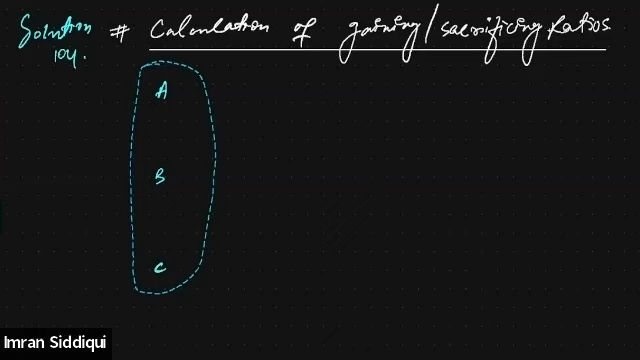 Solution # Calculation of gaining/sacrificing Ratios
104.
A
B
C
Imran Siddiqui